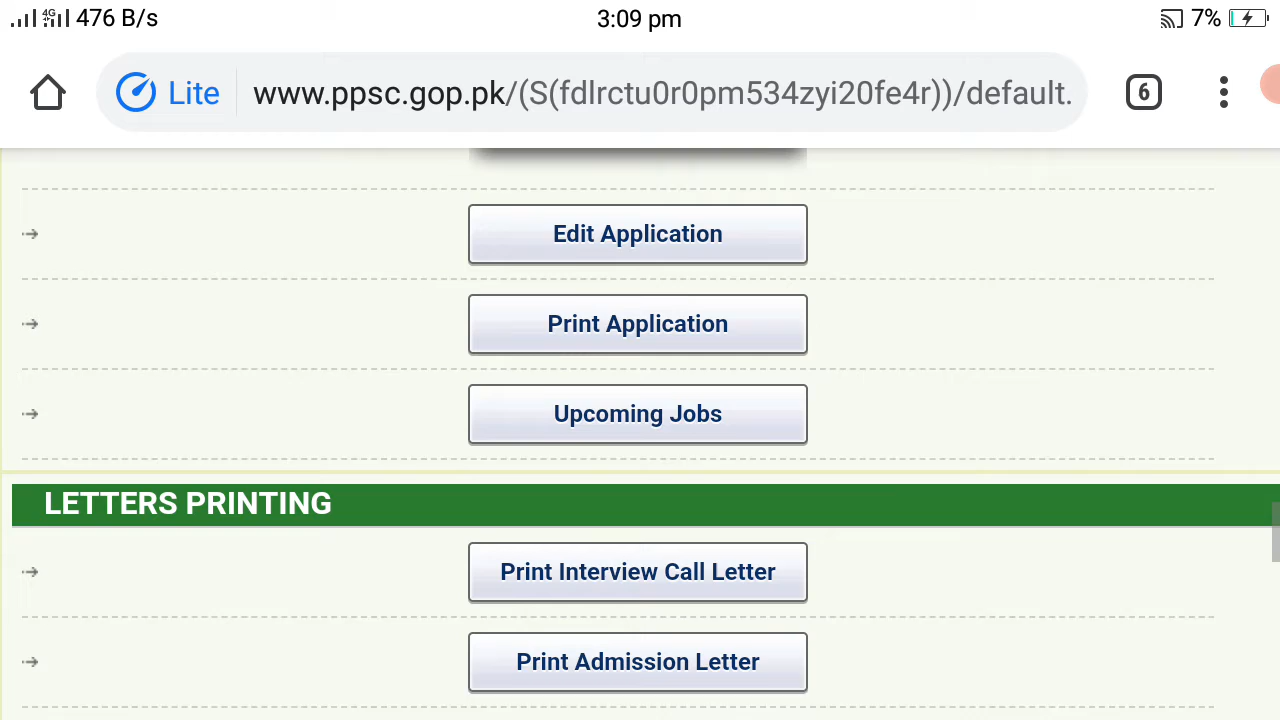 4G 476 B/s 3:09 pm 7%
Lite www.ppsc.gop.pk/(S(fdlrctu0r0pm534zyi20fe4r))/default. 6
Edit Application
Print Application
Upcoming Jobs
LETTERS PRINTING
Print Interview Call Letter
Print Admission Letter